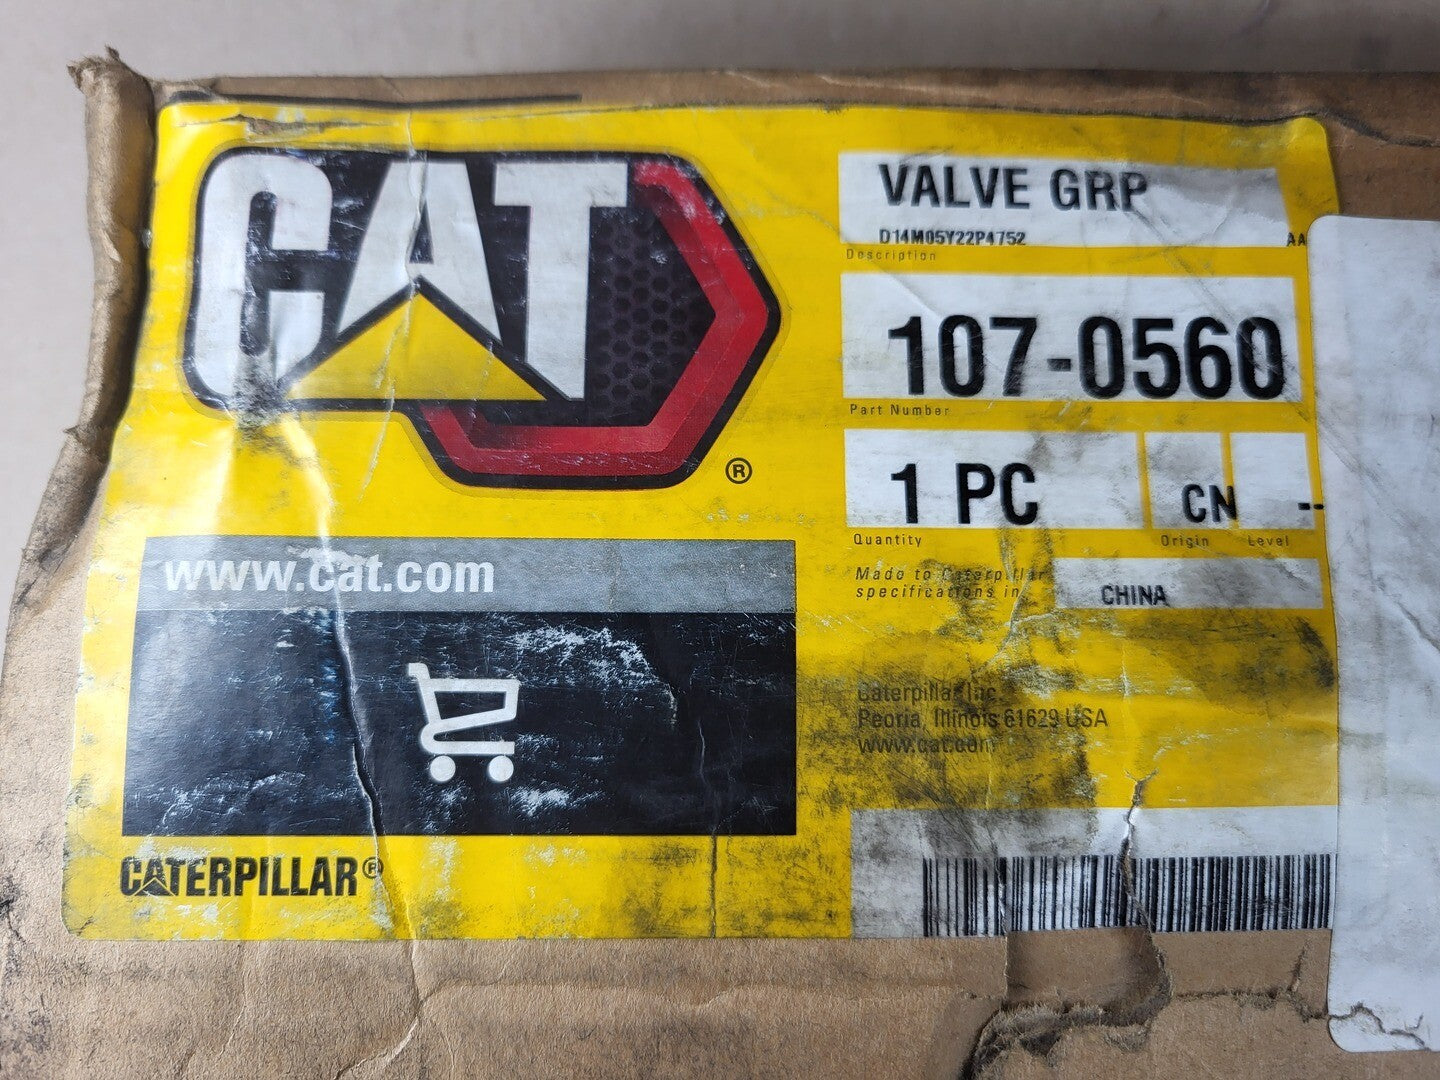 CAT
®
VALVE GRP
D14M05Y22P4752
AA
Description
107-0560
Part Number
1 PC
CN
--
Quantity
Origin
Level
Made to Caterpillar
specifications in
CHINA
www.cat.com
Caterpillar Inc.
Peoria, Illinois 61629 USA
www.cat.com
CATERPILLAR®